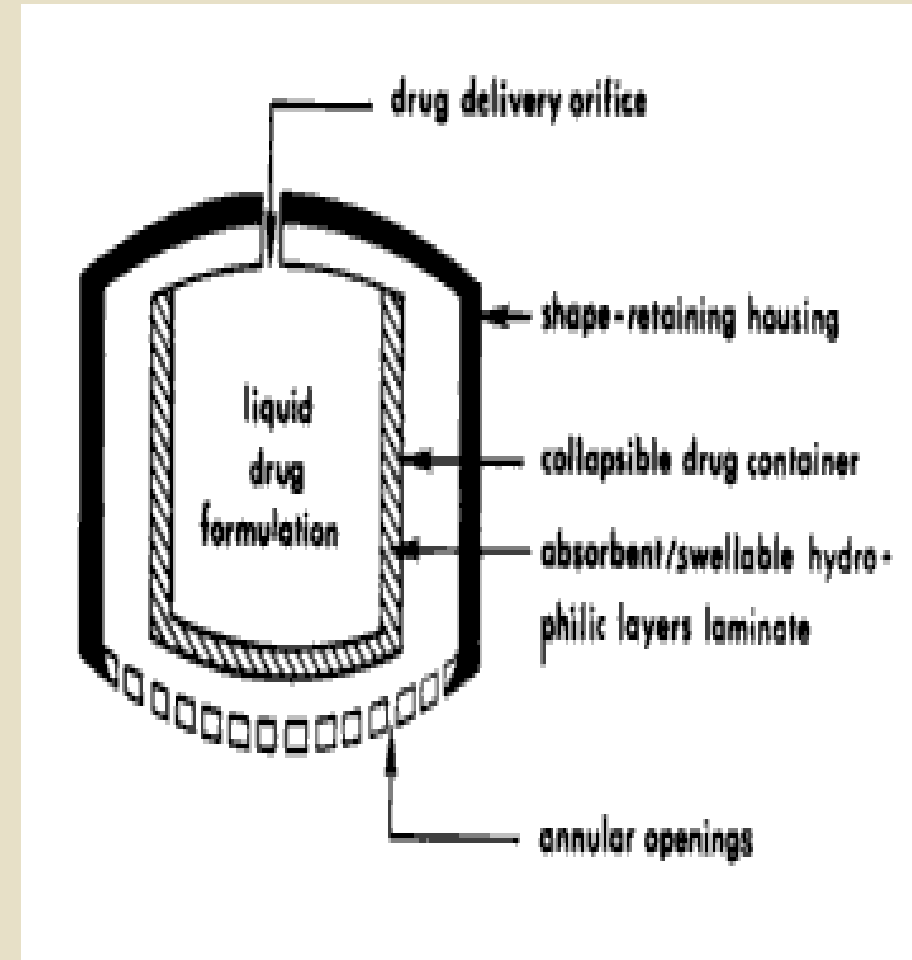 drug delivery orifice
shape-retaining housing
liquid
drug
formulation
collapsible drug container
absorbent/swellable hydro-
philic layers laminate
annular openings